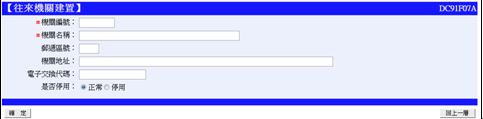 【往來機關建置】 DC91F07A
*機關編號：
*機關名稱：
郵遞區號：
機關地址：
電子交換代碼：
是否停用： 正常 停用
確 定 回上一層